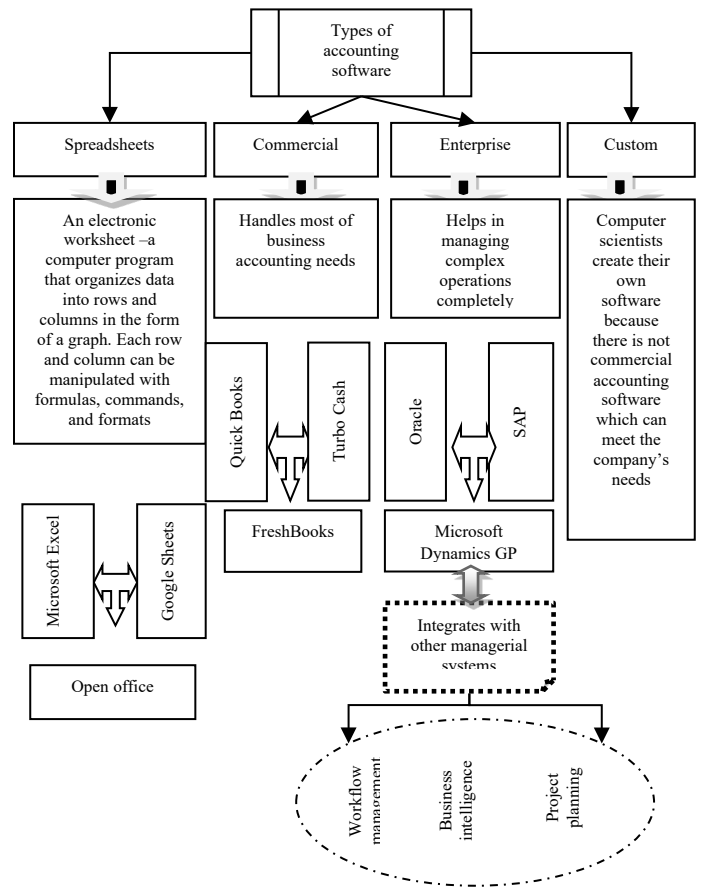 Types of
accounting
software
Spreadsheets
Commercial
Enterprise
Custom
An electronic
worksheet –a
computer program
that organizes data
into rows and
columns in the form
of a graph. Each row
and column can be
manipulated with
formulas, commands,
and formats
Handles most of
business
accounting needs
Helps in
managing
complex
operations
completely
Computer
scientists
create their
own
software
because
there is not
commercial
accounting
software
which can
meet the
company’s
needs
Quick Books
Turbo Cash
Oracle
SAP
Microsoft Excel
Google Sheets
FreshBooks
Microsoft
Dynamics GP
Open office
Integrates with
other managerial
systems
Workflow
management
Business
intelligence
Project
planning